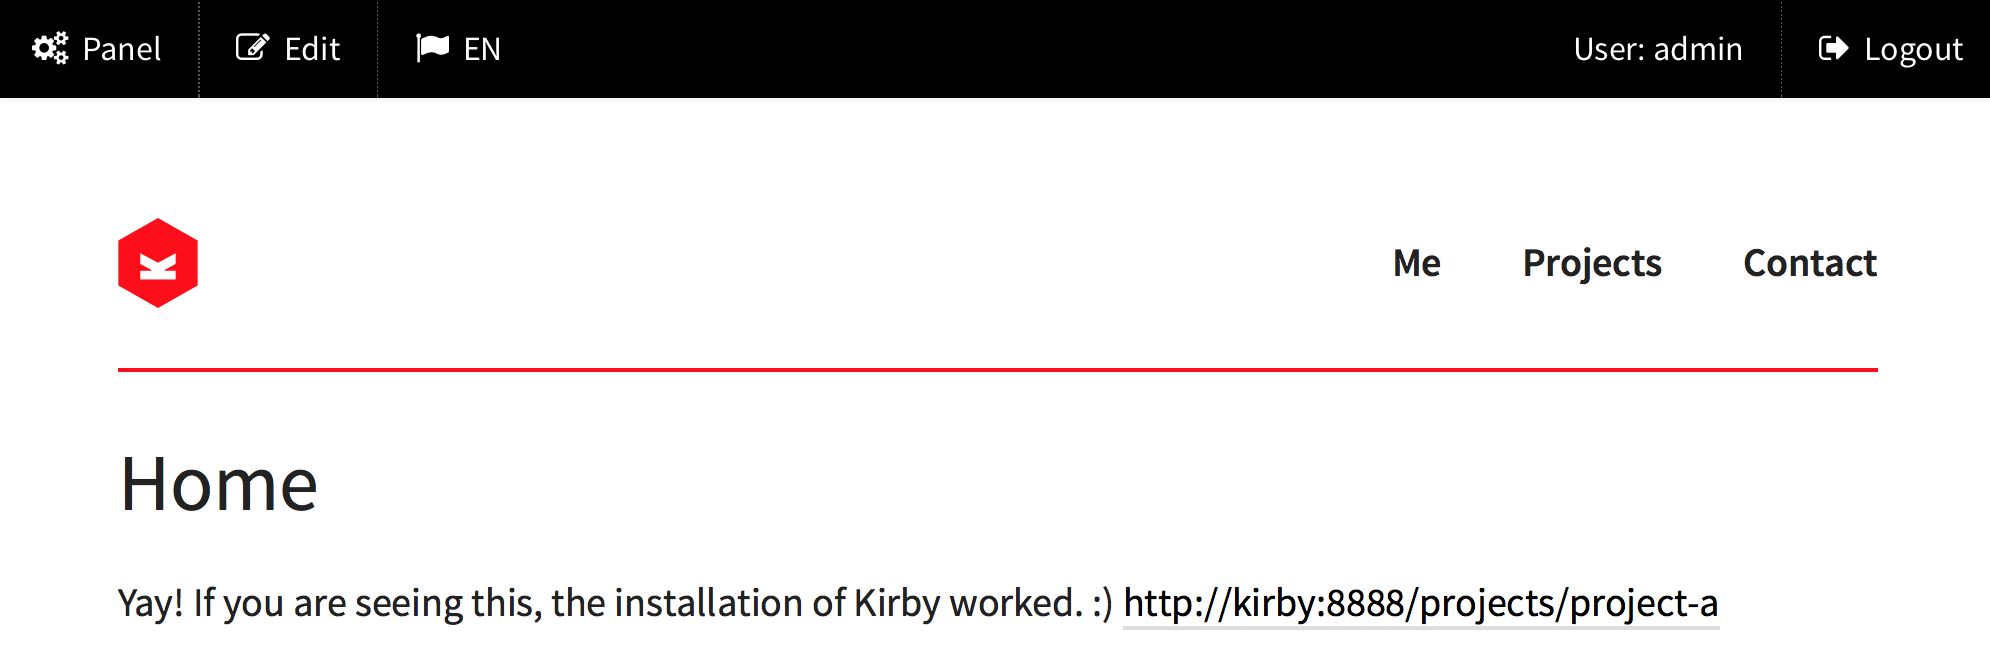 Panel Edit EN User: admin Logout
Me Projects Contact
Home
Yay! If you are seeing this, the installation of Kirby worked. :) http://kirby:8888/projects/project-a